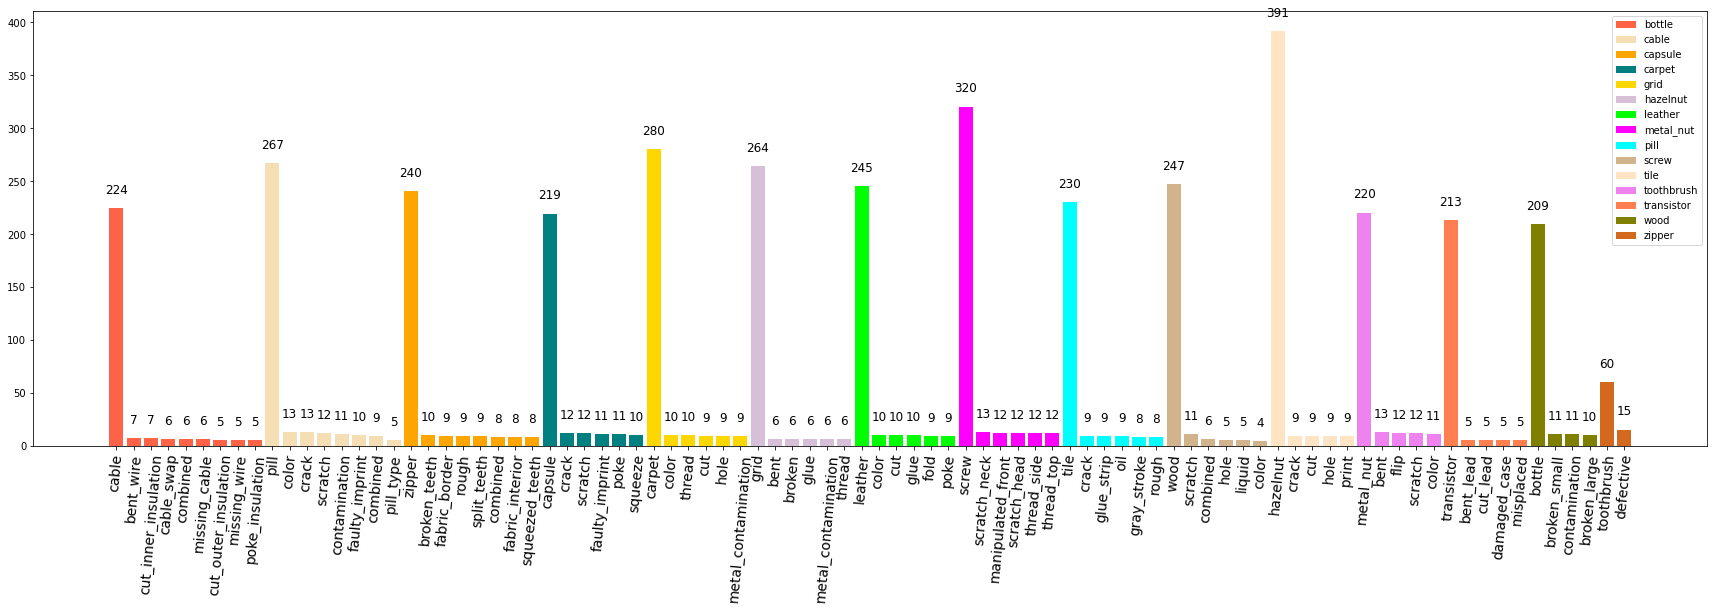 400
350
300
250
200
150
100
50
0
224
7
7
6
6
6
5
5
5
267
13
13
12
11
10
9
5
240
10
9
9
9
8
8
8
219
12
12
11
11
10
280
10
10
9
9
9
264
6
6
6
6
6
245
10
10
10
9
9
320
13
12
12
12
12
230
9
9
9
8
8
247
11
6
5
5
4
391
9
9
9
9
220
13
12
12
11
213
5
5
5
5
209
11
11
10
60
15
cable
bent_wire
cut_inner_insulation
cable_swap
combined
missing_cable
cut_outer_insulation
missing_wire
poke_insulation
pill
color
crack
scratch
contamination
faulty_imprint
combined
pill_type
zipper
broken_teeth
fabric_border
rough
split_teeth
combined
fabric_interior
squeezed_teeth
capsule
crack
scratch
faulty_imprint
poke
squeeze
carpet
color
thread
cut
hole
metal_contamination
grid
bent
broken
glue
metal_contamination
thread
leather
color
cut
glue
fold
poke
screw
scratch_neck
manipulated_front
scratch_head
thread_side
thread_top
tile
crack
glue_strip
oil
gray_stroke
rough
wood
scratch
combined
hole
liquid
color
hazelnut
crack
cut
hole
print
metal_nut
bent
flip
scratch
color
transistor
bent_lead
cut_lead
damaged_case
misplaced
bottle
broken_small
contamination
broken_large
toothbrush
defective
bottle
cable
capsule
carpet
grid
hazelnut
leather
metal_nut
pill
screw
tile
toothbrush
transistor
wood
zipper